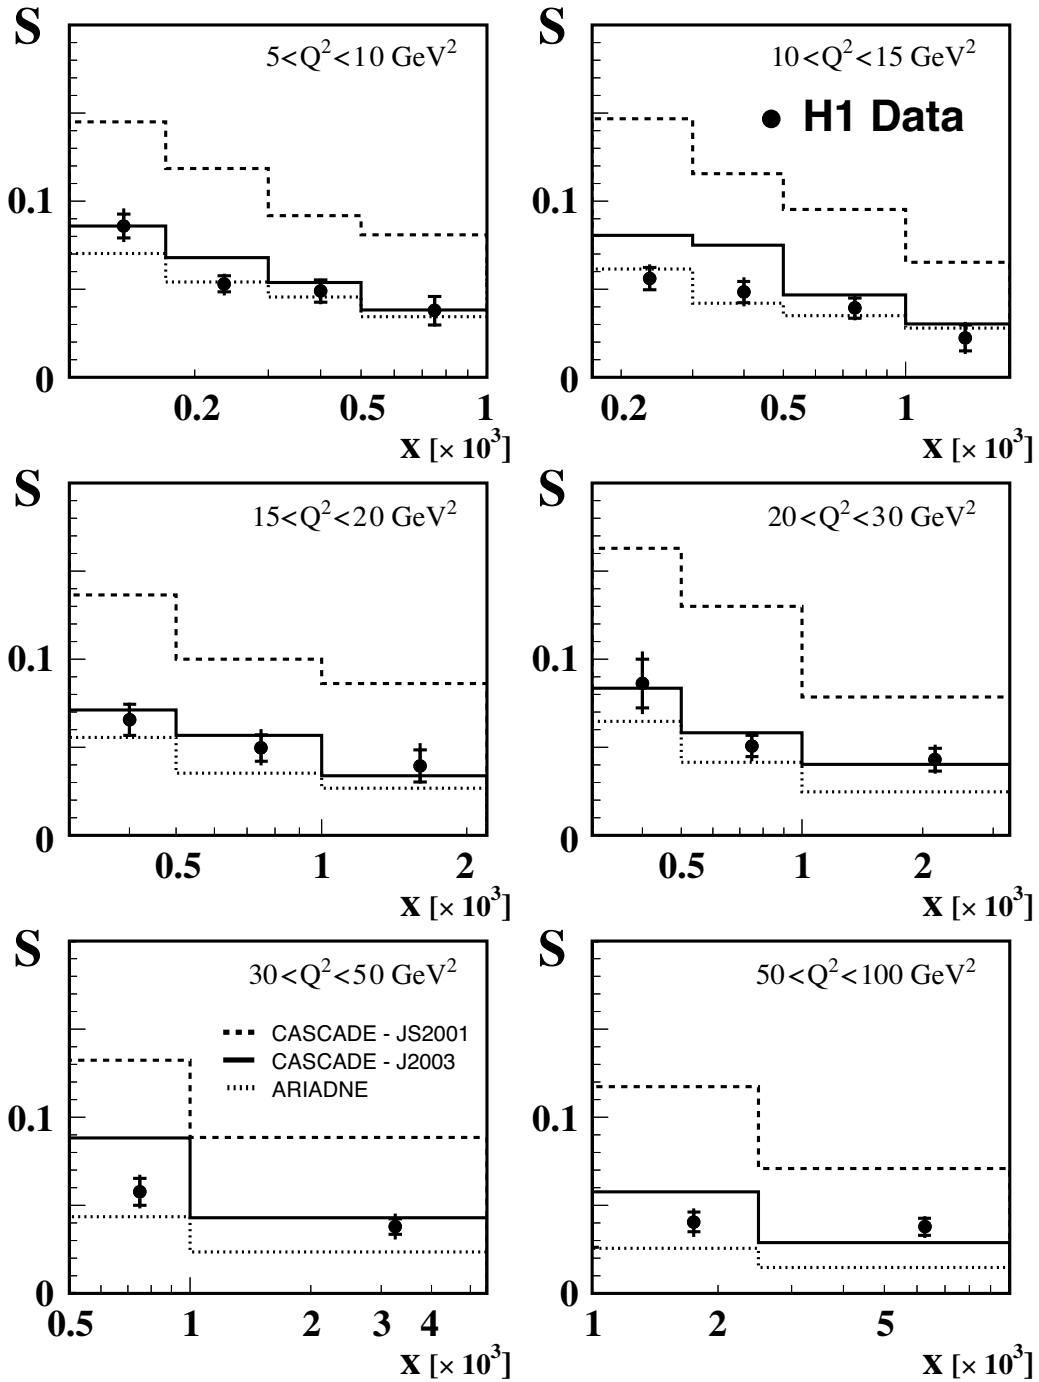 S
5<Q²<10 GeV²
0.1
0
0.2
0.5
1
x [× 10³]
S
10<Q²<15 GeV²
H1 Data
0.1
0
0.2
0.5
1
x [× 10³]
S
15<Q²<20 GeV²
0.1
0
0.5
1
2
x [× 10³]
S
20<Q²<30 GeV²
0.1
0
0.5
1
2
x [× 10³]
S
30<Q²<50 GeV²
CASCADE - JS2001
CASCADE - J2003
ARIADNE
0.1
0
0.5
1
2
3
4
x [× 10³]
S
50<Q²<100 GeV²
0.1
0
1
2
5
x [× 10³]